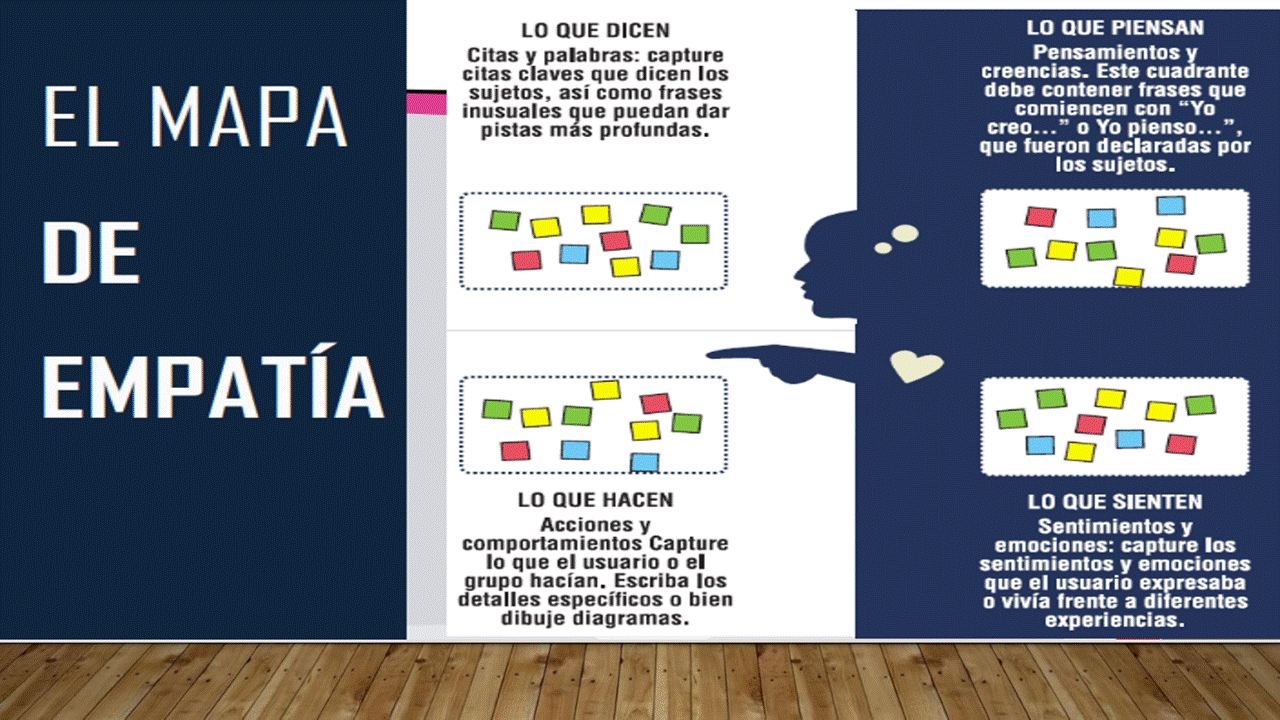 EL MAPA
DE
EMPATÍA
LO QUE DICEN
Citas y palabras: capture
citas claves que dicen los
sujetos, así como frases
inusuales que puedan dar
pistas más profundas.
LO QUE PIENSAN
Pensamientos y
creencias. Este cuadrante
debe contener frases que
comiencen con “Yo
creo...” o Yo pienso...”,
que fueron declaradas por
los sujetos.
LO QUE HACEN
Acciones y
comportamientos Capture
lo que el usuario o el
grupo hacían. Escriba los
detalles específicos o bien
dibuje diagramas.
LO QUE SIENTEN
Sentimientos y
emociones: capture los
sentimientos y emociones
que el usuario expresaba
o vivía frente a diferentes
experiencias.